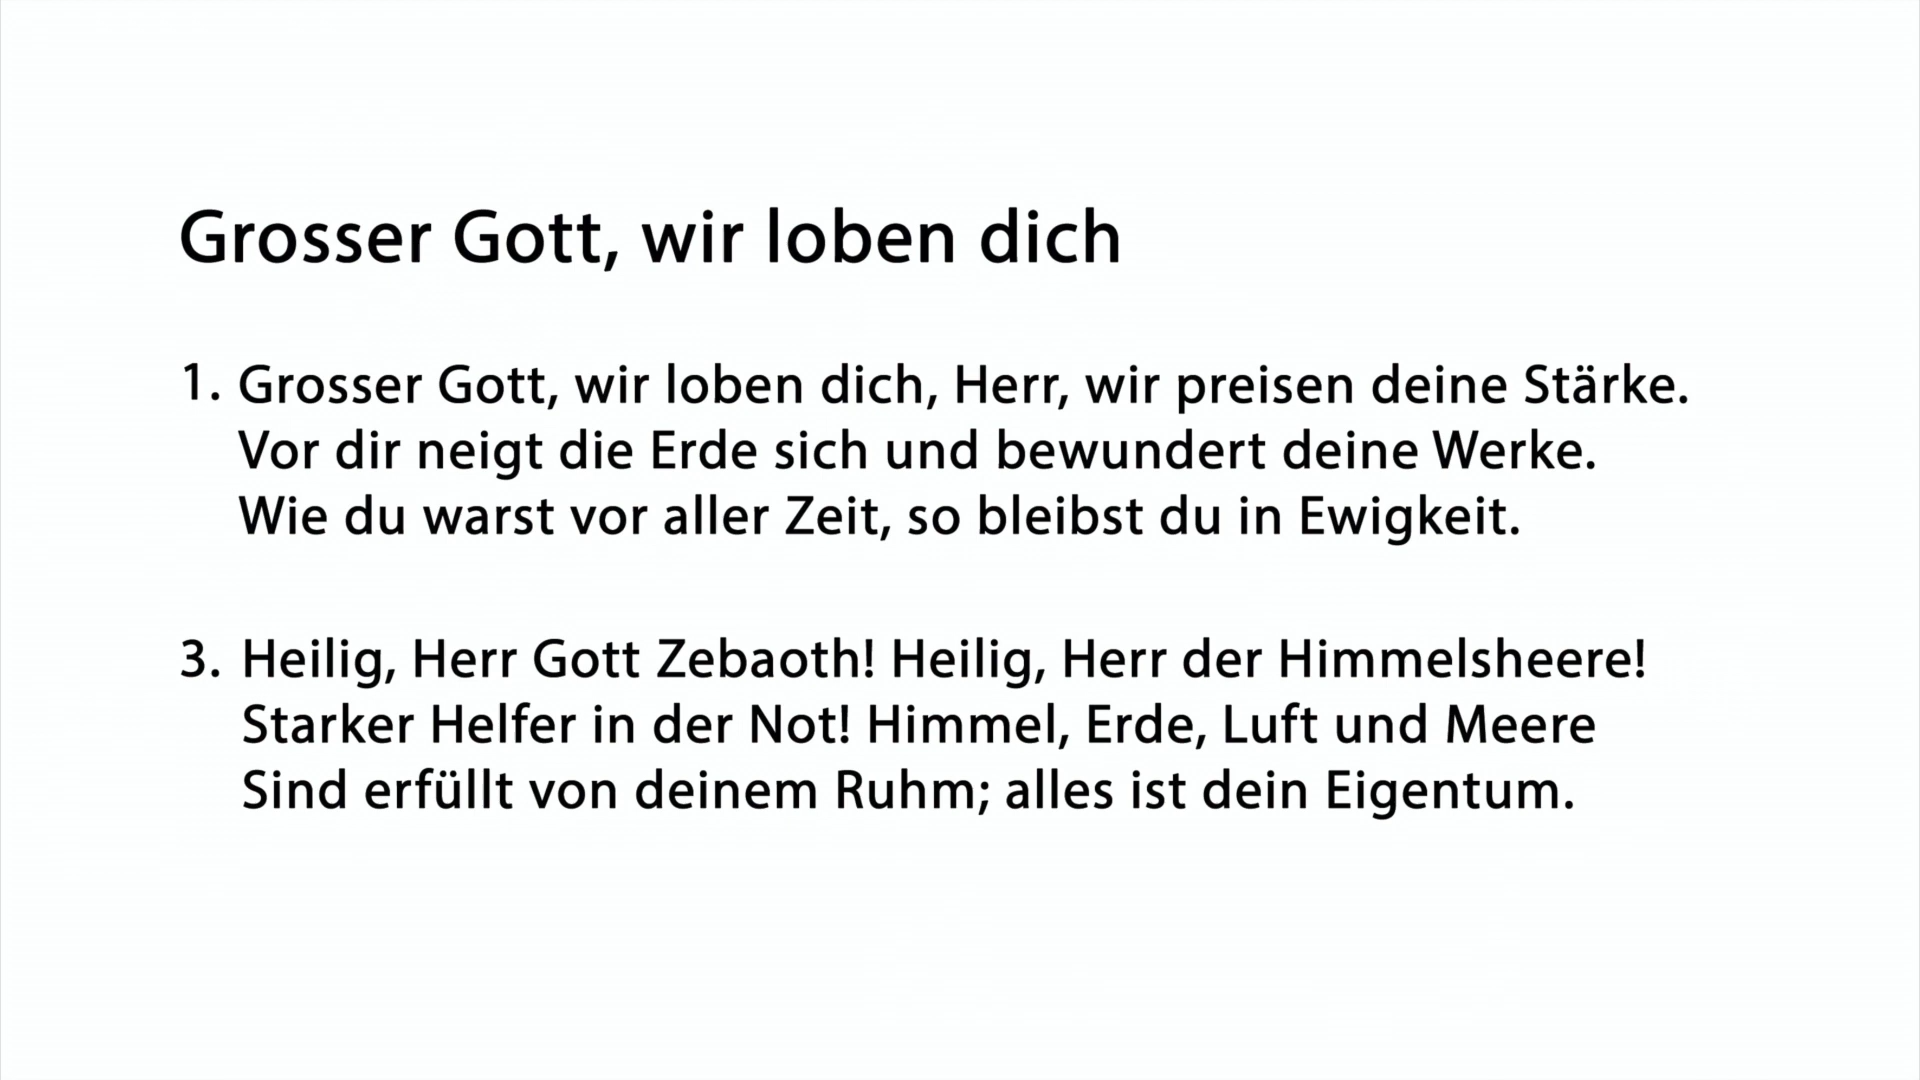 Grosser Gott, wir loben dich
1. Grosser Gott, wir loben dich, Herr, wir preisen deine Stärke.
Vor dir neigt die Erde sich und bewundert deine Werke.
Wie du warst vor aller Zeit, so bleibst du in Ewigkeit.
3. Heilig, Herr Gott Zebaoth! Heilig, Herr der Himmelsheere!
Starker Helfer in der Not! Himmel, Erde, Luft und Meere
Sind erfüllt von deinem Ruhm; alles ist dein Eigentum.